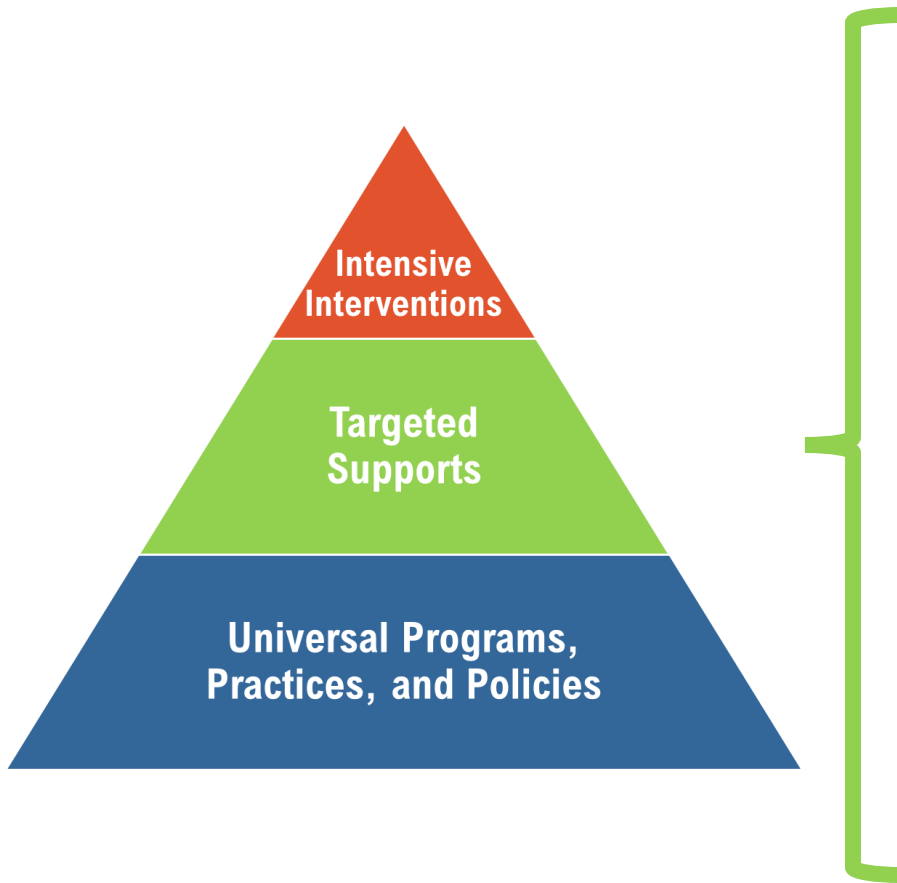 Intensive
Interventions
Targeted
Supports
Universal Programs,
Practices, and Policies